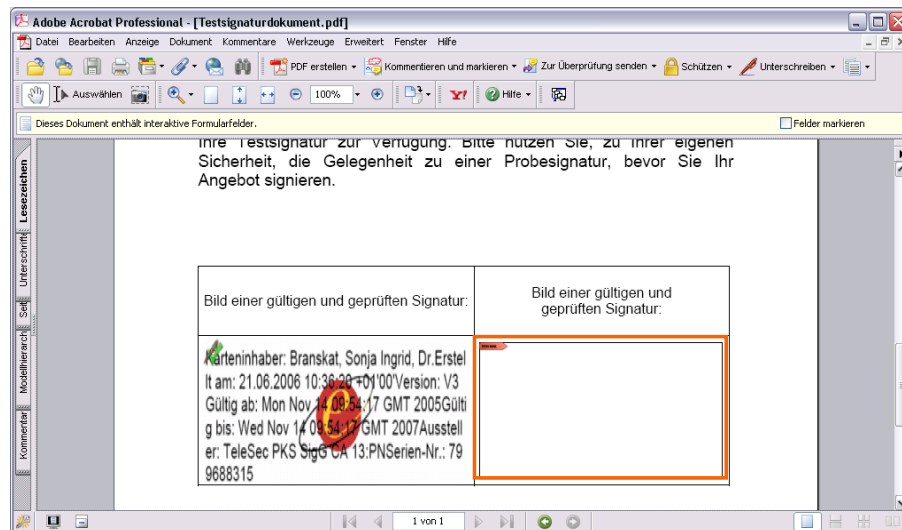 Adobe Acrobat Professional - [Testsignaturdokument.pdf]
Datei Bearbeiten Anzeige Dokument Kommentare Werkzeuge Erweitert Fenster Hilfe
PDF erstellen Kommentieren und markieren Zur Überprüfung senden Schützen Unterschreiben
Auswählen 100% Y! Hilfe
Dieses Dokument enthält interaktive Formularfelder. Felder markieren
Lesezeichen
Unterschrifte
Seit
Modellhierarch
Kommentar
Ihre Testsignatur zur Verfügung. Bitte nutzen Sie, zu Ihrer eigenen
Sicherheit, die Gelegenheit zu einer Probesignatur, bevor Sie Ihr
Angebot signieren.
Bild einer gültigen und geprüften Signatur:
Bild einer gültigen und
geprüften Signatur:
Karteninhaber: Branskat, Sonja Ingrid, Dr.Erstel
lt am: 21.06.2006 10:36:20 +01'00'Version: V3
Gültig ab: Mon Nov 14 09:54:17 GMT 2005Gülti
g bis: Wed Nov 14 09:54:17 GMT 2007Ausstell
er: TeleSec PKS SigG CA 13:PNSerien-Nr.: 79
9688315
1 von 1